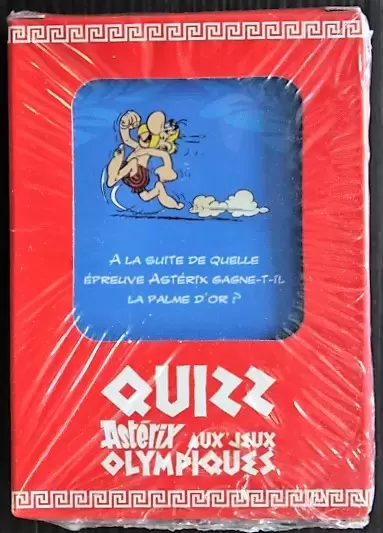 A LA SUITE DE QUELLE
ÉPREUVE ASTÉRIX GAGNE-T-IL
LA PALME D'OR ?
QUIZZ
Astérix AUX JEUX
OLYMPIQUES